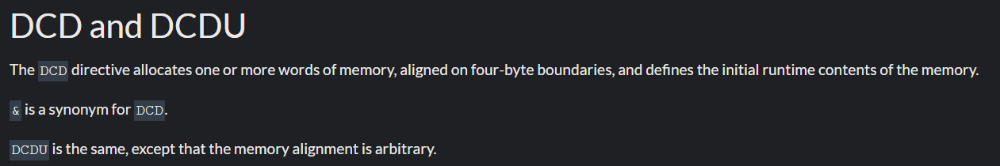 DCD and DCDU
The DCD directive allocates one or more words of memory, aligned on four-byte boundaries, and defines the initial runtime contents of the memory.
& is a synonym for DCD.
DCDU is the same, except that the memory alignment is arbitrary.